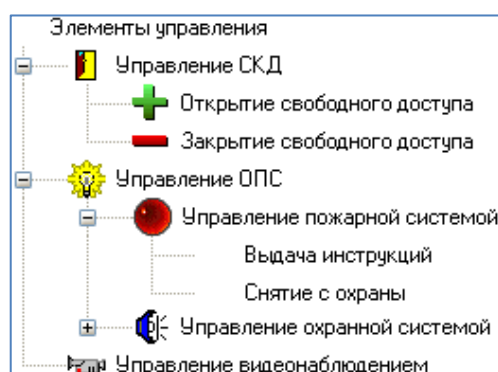 Элементы управления
Управление СКД
Открытие свободного доступа
Закрытие свободного доступа
Управление ОПС
Управление пожарной системой
Выдача инструкций
Снятие с охраны
Управление охранной системой
Управление видеонаблюдением